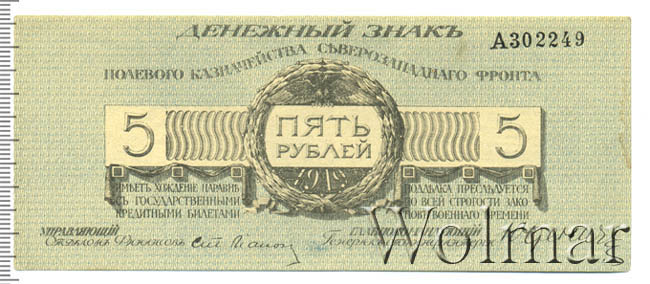 ДЕНЕЖНЫЙ ЗНАКЪ
А302249
ПОЛЕВОГО КАЗНАЧЕЙСТВА СѢВЕРОЗАПАДНАГО ФРОНТА
5 ПЯТЬ РУБЛЕЙ 5
1919
ИМѢЕТЪ ХОЖДЕНІЕ НАРАВНѢ
СЪ ГОСУДАРСТВЕННЫМИ
КРЕДИТНЫМИ БИЛЕТАМИ
ПОДДѢЛКА ПРЕСЛѢДУЕТСЯ
ПО ВСЕЙ СТРОГОСТИ ЗАКО
НОВЪ ВОЕННАГО ВРЕМЕНИ
УПРАВЛЯЮЩІЙ
Wolmar